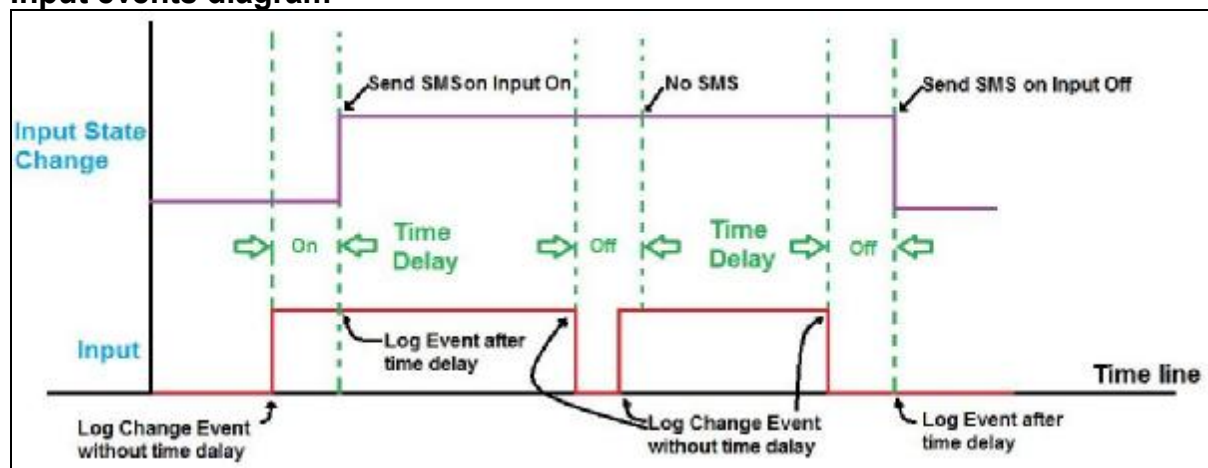 Input events diagram
Send SMS on Input On
No SMS
Send SMS on Input Off
Input State
Change
On
Time
Delay
Off
Time
Delay
Off
Input
Log Event after
time delay
Time line
Log Change Event
without time dalay
Log Change Event
without time dalay
Log Event after
time delay